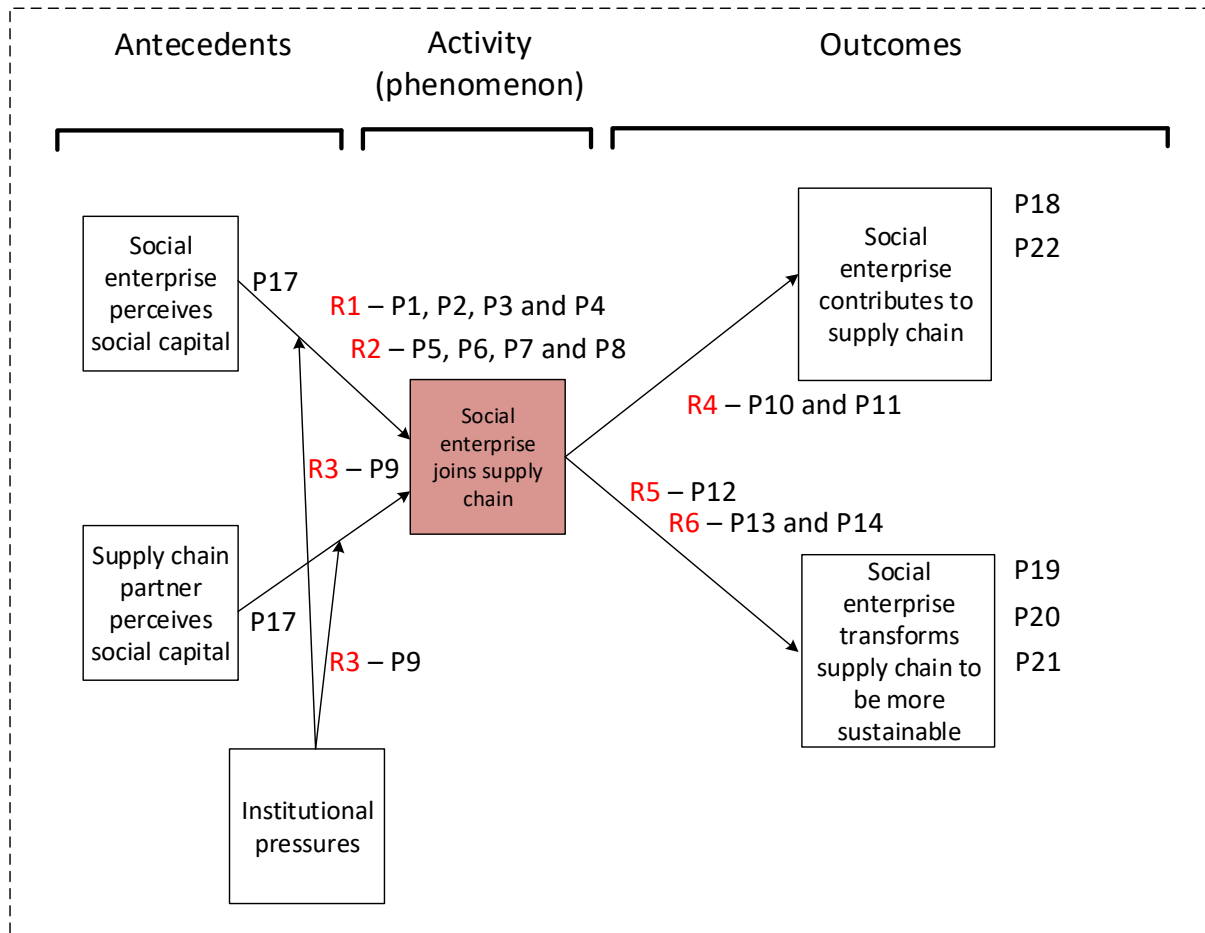 Antecedents
Activity
(phenomenon)
Outcomes
Social
enterprise
perceives
social capital
P17
R1 – P1, P2, P3 and P4
R2 – P5, P6, P7 and P8
Social
enterprise
joins supply
chain
R3 – P9
Supply chain
partner
perceives
social capital
P17
R3 – P9
Institutional
pressures
Social
enterprise
contributes to
supply chain
P18
P22
R4 – P10 and P11
R5 – P12
R6 – P13 and P14
Social
enterprise
transforms
supply chain to
be more
sustainable
P19
P20
P21